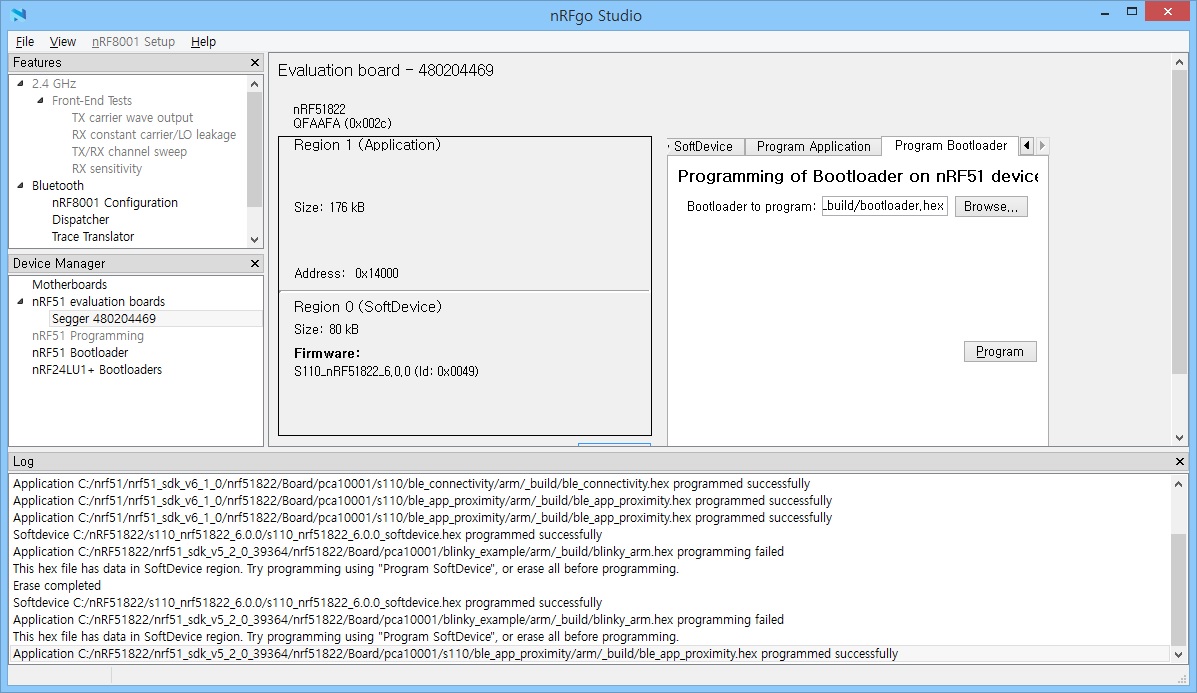 nRFgo Studio
File View nRF8001 Setup Help
Features
2.4 GHz
Front-End Tests
TX carrier wave output
RX constant carrier/LO leakage
TX/RX channel sweep
RX sensitivity
Bluetooth
nRF8001 Configuration
Dispatcher
Trace Translator
Device Manager
Motherboards
nRF51 evaluation boards
Segger 480204469
nRF51 Programming
nRF51 Bootloader
nRF24LU1+ Bootloaders
Evaluation board - 480204469
nRF51822
QFAAFA (0x002c)
Region 1 (Application)
Size: 176 kB
Address: 0x14000
Region 0 (SoftDevice)
Size: 80 kB
Firmware:
S110_nRF51822_6.0.0 (Id: 0x0049)
SoftDevice Program Application Program Bootloader
Programming of Bootloader on nRF51 device
Bootloader to program: _build/bootloader.hex Browse...
Program
Log
Application C:/nrf51/nrf51_sdk_v6_1_0/nrf51822/Board/pca10001/s110/ble_connectivity/arm/_build/ble_connectivity.hex programmed successfully
Application C:/nrf51/nrf51_sdk_v6_1_0/nrf51822/Board/pca10001/s110/ble_app_proximity/arm/_build/ble_app_proximity.hex programmed successfully
Application C:/nrf51/nrf51_sdk_v6_1_0/nrf51822/Board/pca10001/s110/ble_app_proximity/arm/_build/ble_app_proximity.hex programmed successfully
Softdevice C:/nRF51822/s110_nrf51822_6.0.0/s110_nrf51822_6.0.0_softdevice.hex programmed successfully
Application C:/nRF51822/nrf51_sdk_v5_2_0_39364/nrf51822/Board/pca10001/blinky_example/arm/_build/blinky_arm.hex programming failed
This hex file has data in SoftDevice region. Try programming using "Program SoftDevice", or erase all before programming.
Erase completed
Softdevice C:/nRF51822/s110_nrf51822_6.0.0/s110_nrf51822_6.0.0_softdevice.hex programmed successfully
Application C:/nRF51822/nrf51_sdk_v5_2_0_39364/nrf51822/Board/pca10001/blinky_example/arm/_build/blinky_arm.hex programming failed
This hex file has data in SoftDevice region. Try programming using "Program SoftDevice", or erase all before programming.
Application C:/nRF51822/nrf51_sdk_v5_2_0_39364/nrf51822/Board/pca10001/s110/ble_app_proximity/arm/_build/ble_app_proximity.hex programmed successfully